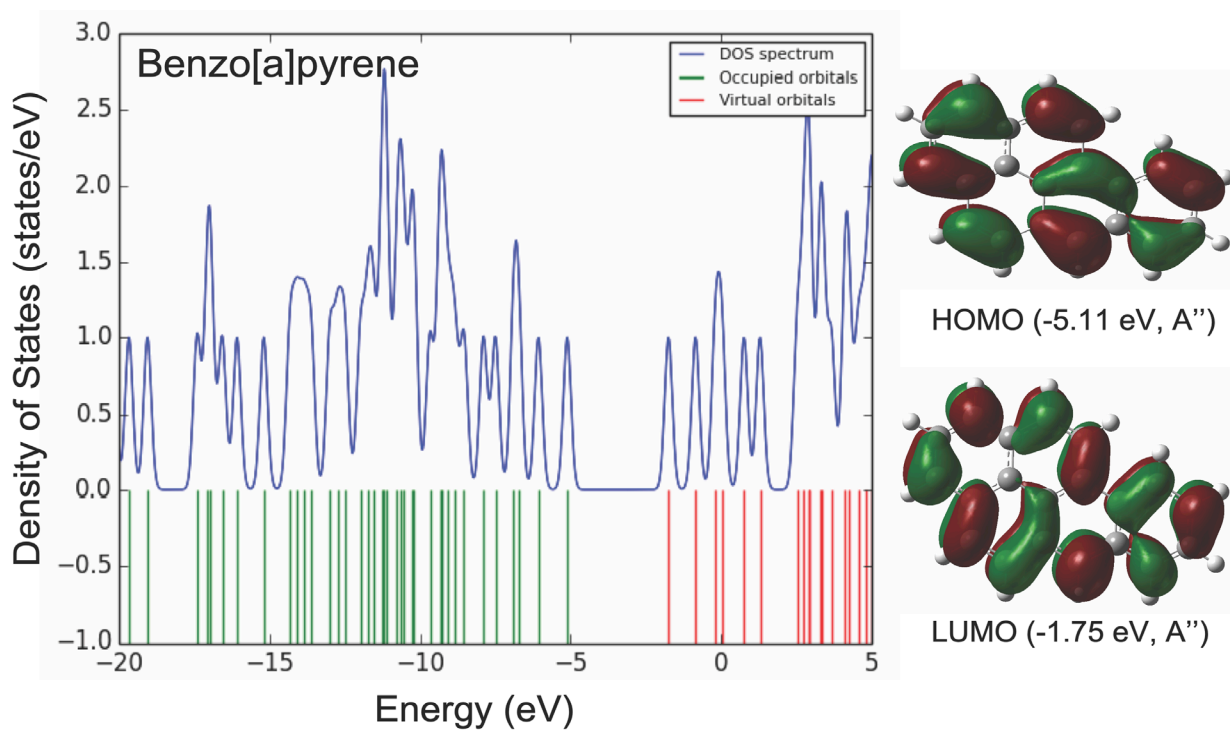 Benzo[a]pyrene
DOS spectrum
Occupied orbitals
Virtual orbitals
3.0
2.5
2.0
1.5
1.0
0.5
0.0
−0.5
−1.0
−20
−15
−10
−5
0
5
Density of States (states/eV)
Energy (eV)
HOMO (-5.11 eV, A’’)
LUMO (-1.75 eV, A’’)